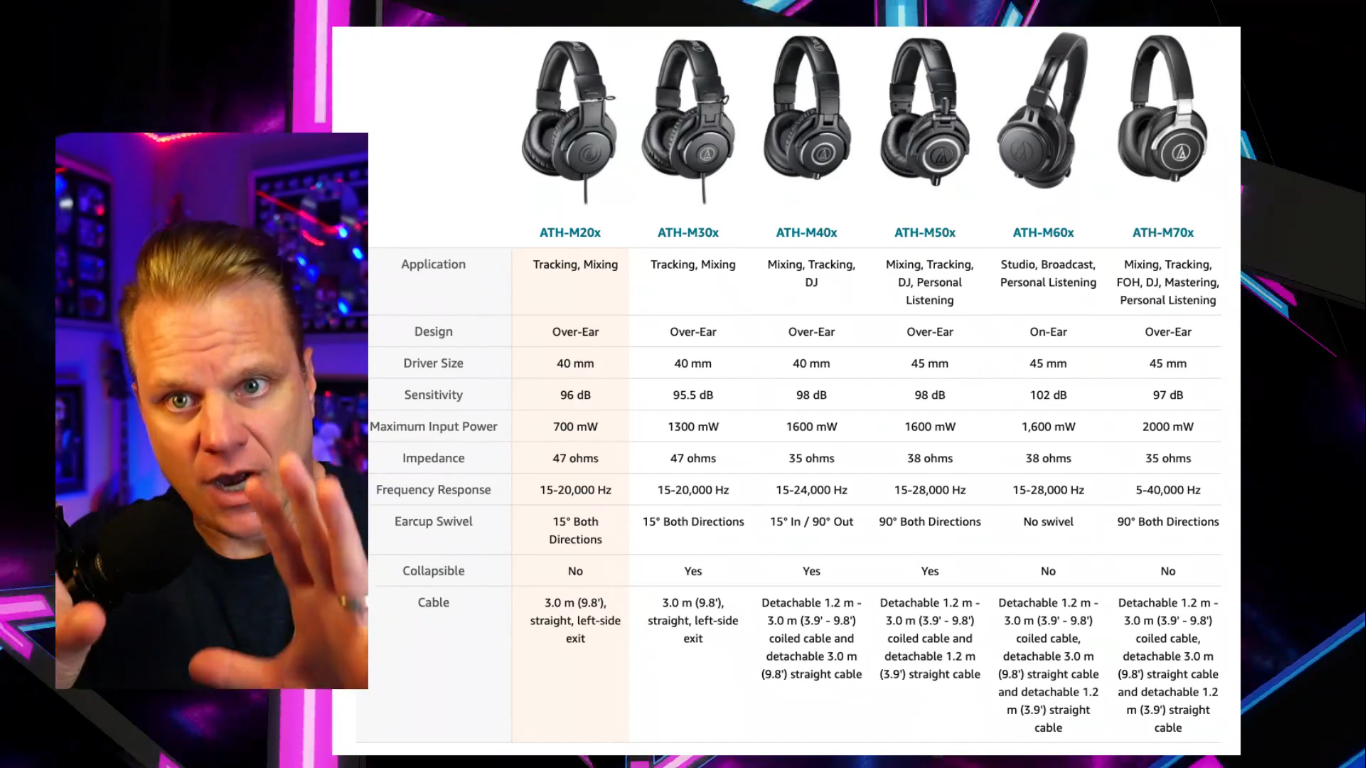 ATH-M20x ATH-M30x ATH-M40x ATH-M50x ATH-M60x ATH-M70x
Application Tracking, Mixing Tracking, Mixing Mixing, Tracking, Mixing, Tracking, Studio, Broadcast, Mixing, Tracking,
DJ DJ, Personal Personal Listening FOH, DJ, Mastering,
Listening Personal Listening
Design Over-Ear Over-Ear Over-Ear Over-Ear On-Ear Over-Ear
Driver Size 40 mm 40 mm 40 mm 45 mm 45 mm 45 mm
Sensitivity 96 dB 95.5 dB 98 dB 98 dB 102 dB 97 dB
Maximum Input Power 700 mW 1300 mW 1600 mW 1600 mW 1,600 mW 2000 mW
Impedance 47 ohms 47 ohms 35 ohms 38 ohms 38 ohms 35 ohms
Frequency Response 15-20,000 Hz 15-20,000 Hz 15-24,000 Hz 15-28,000 Hz 15-28,000 Hz 5-40,000 Hz
Earcup Swivel 15° Both 15° Both Directions 15° In / 90° Out 90° Both Directions No swivel 90° Both Directions
Directions
Collapsible No Yes Yes Yes No No
Cable 3.0 m (9.8'), 3.0 m (9.8'), Detachable 1.2 m - Detachable 1.2 m - Detachable 1.2 m - Detachable 1.2 m -
straight, left-side straight, left-side 3.0 m (3.9' - 9.8') 3.0 m (3.9' - 9.8') 3.0 m (3.9' - 9.8') 3.0 m (3.9' - 9.8')
exit exit coiled cable and coiled cable and coiled cable, coiled cable,
detachable 3.0 m detachable 1.2 m detachable 3.0 m detachable 3.0 m
(9.8') straight cable (3.9') straight cable (9.8') straight cable (9.8') straight cable
and detachable 1.2 and detachable 1.2
m (3.9') straight m (3.9') straight
cable cable